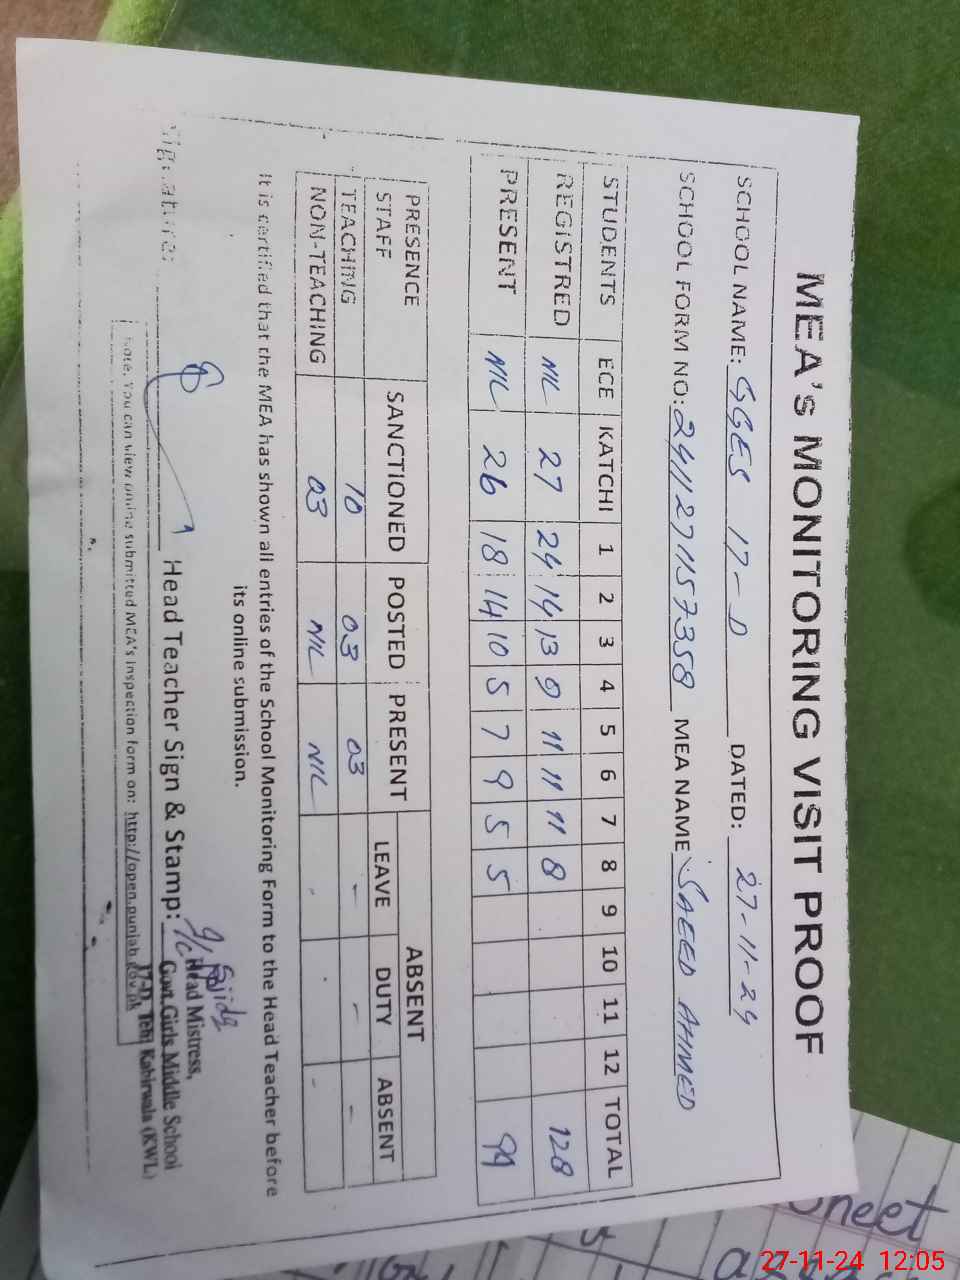 MEA's MONITORING VISIT PROOF
SCHOOL NAME: GGES 17-D DATED: 27-11-24
SCHOOL FORM NO: 2411271157358 MEA NAME SAEED AHMED
STUDENTS ECE KATCHI 1 2 3 4 5 6 7 8 9 10 11 12 TOTAL
REGISTRED NIL 27 24 14 13 9 11 11 11 8 128
PRESENT NIL 26 18 14 10 5 7 9 5 5 99
PRESENCE STAFF SANCTIONED POSTED PRESENT ABSENT
LEAVE DUTY ABSENT
TEACHING 10 03 03 - - -
NON-TEACHING 03 NIL NIL - - -
It is certified that the MEA has shown all entries of the School Monitoring Form to the Head Teacher before
its online submission.
Signature: Head Teacher Sign & Stamp:
Head Mistress,
Govt. Girls Middle School
17-D, Teh: Kabirwala (KWL)
Note: You can view online submitted MEA's inspection form on: http://open.punjab.gov.pk
Sheet
27-11-24 12:05